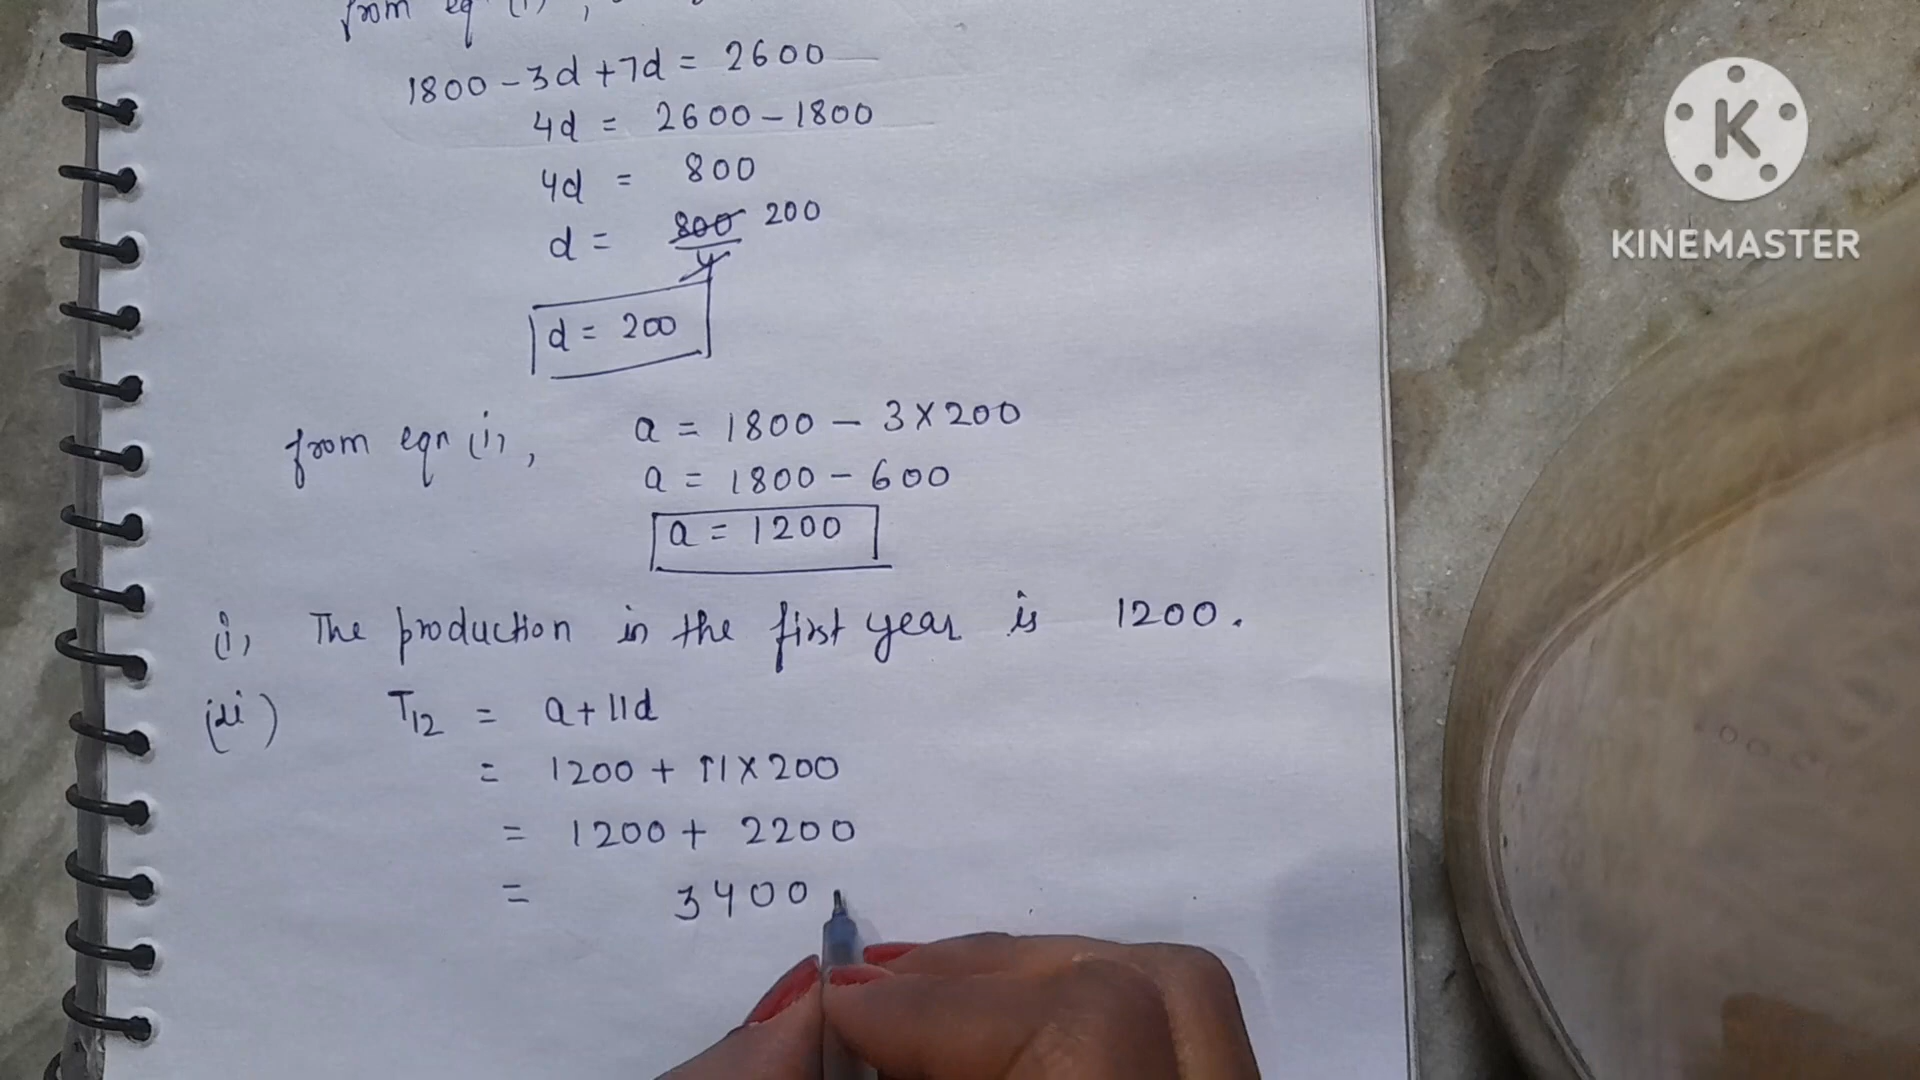 from eq (i),
1800 - 3d + 7d = 2600
4d = 2600 - 1800
4d = 800
d = 800/4 200
d = 200
from eqn (i), a = 1800 - 3 × 200
a = 1800 - 600
a = 1200
(i) The production in the first year is 1200.
(ii) T12 = a + 11d
= 1200 + 11 × 200
= 1200 + 2200
= 3400
K
KINEMASTER